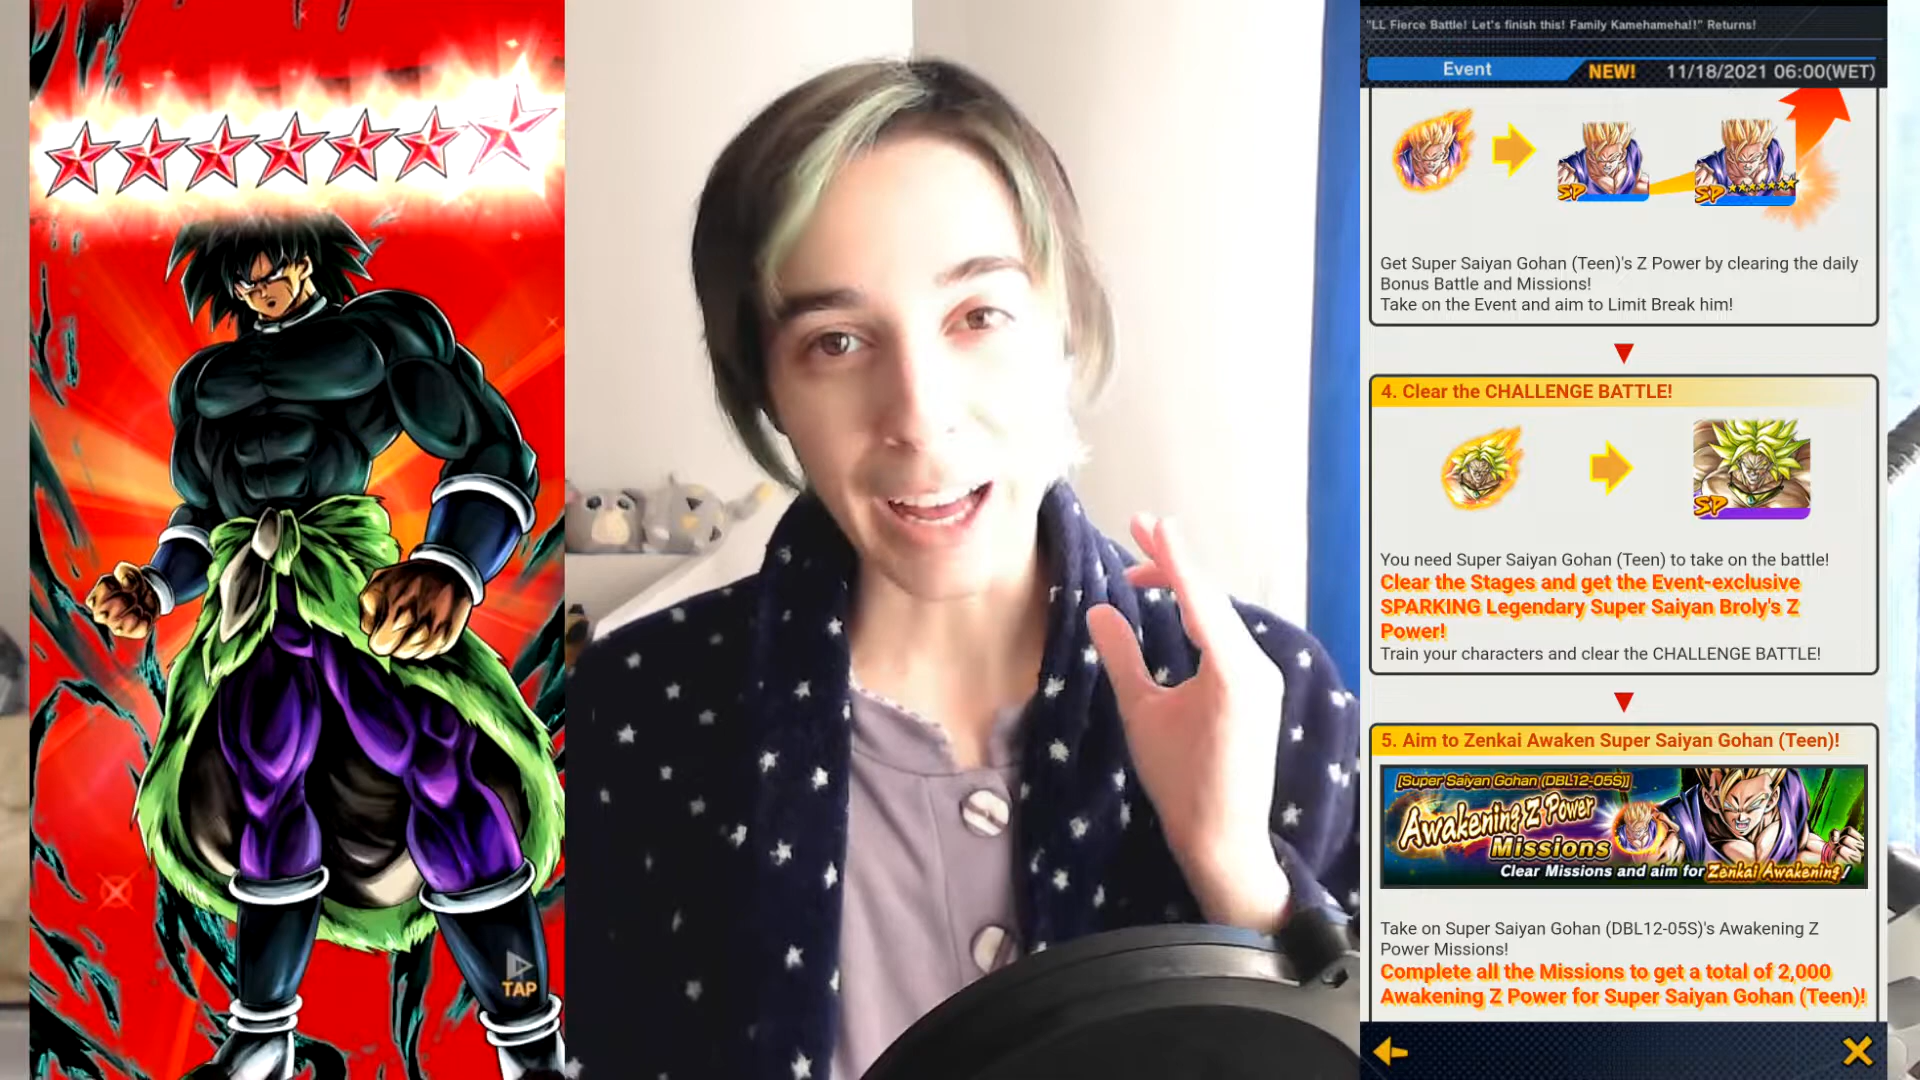 TAP
"LL Fierce Battle! Let's finish this! Family Kamehameha!!" Returns!
Event
NEW!
11/18/2021 06:00(WET)
SP
SP
Get Super Saiyan Gohan (Teen)'s Z Power by clearing the daily
Bonus Battle and Missions!
Take on the Event and aim to Limit Break him!
4. Clear the CHALLENGE BATTLE!
SP
You need Super Saiyan Gohan (Teen) to take on the battle!
Clear the Stages and get the Event-exclusive
SPARKING Legendary Super Saiyan Broly's Z
Power!
Train your characters and clear the CHALLENGE BATTLE!
5. Aim to Zenkai Awaken Super Saiyan Gohan (Teen)!
[Super Saiyan Gohan (DBL12-05S)]
Awakening Z Power
Missions
Clear Missions and aim for Zenkai Awakening!
Take on Super Saiyan Gohan (DBL12-05S)'s Awakening Z
Power Missions!
Complete all the Missions to get a total of 2,000
Awakening Z Power for Super Saiyan Gohan (Teen)!